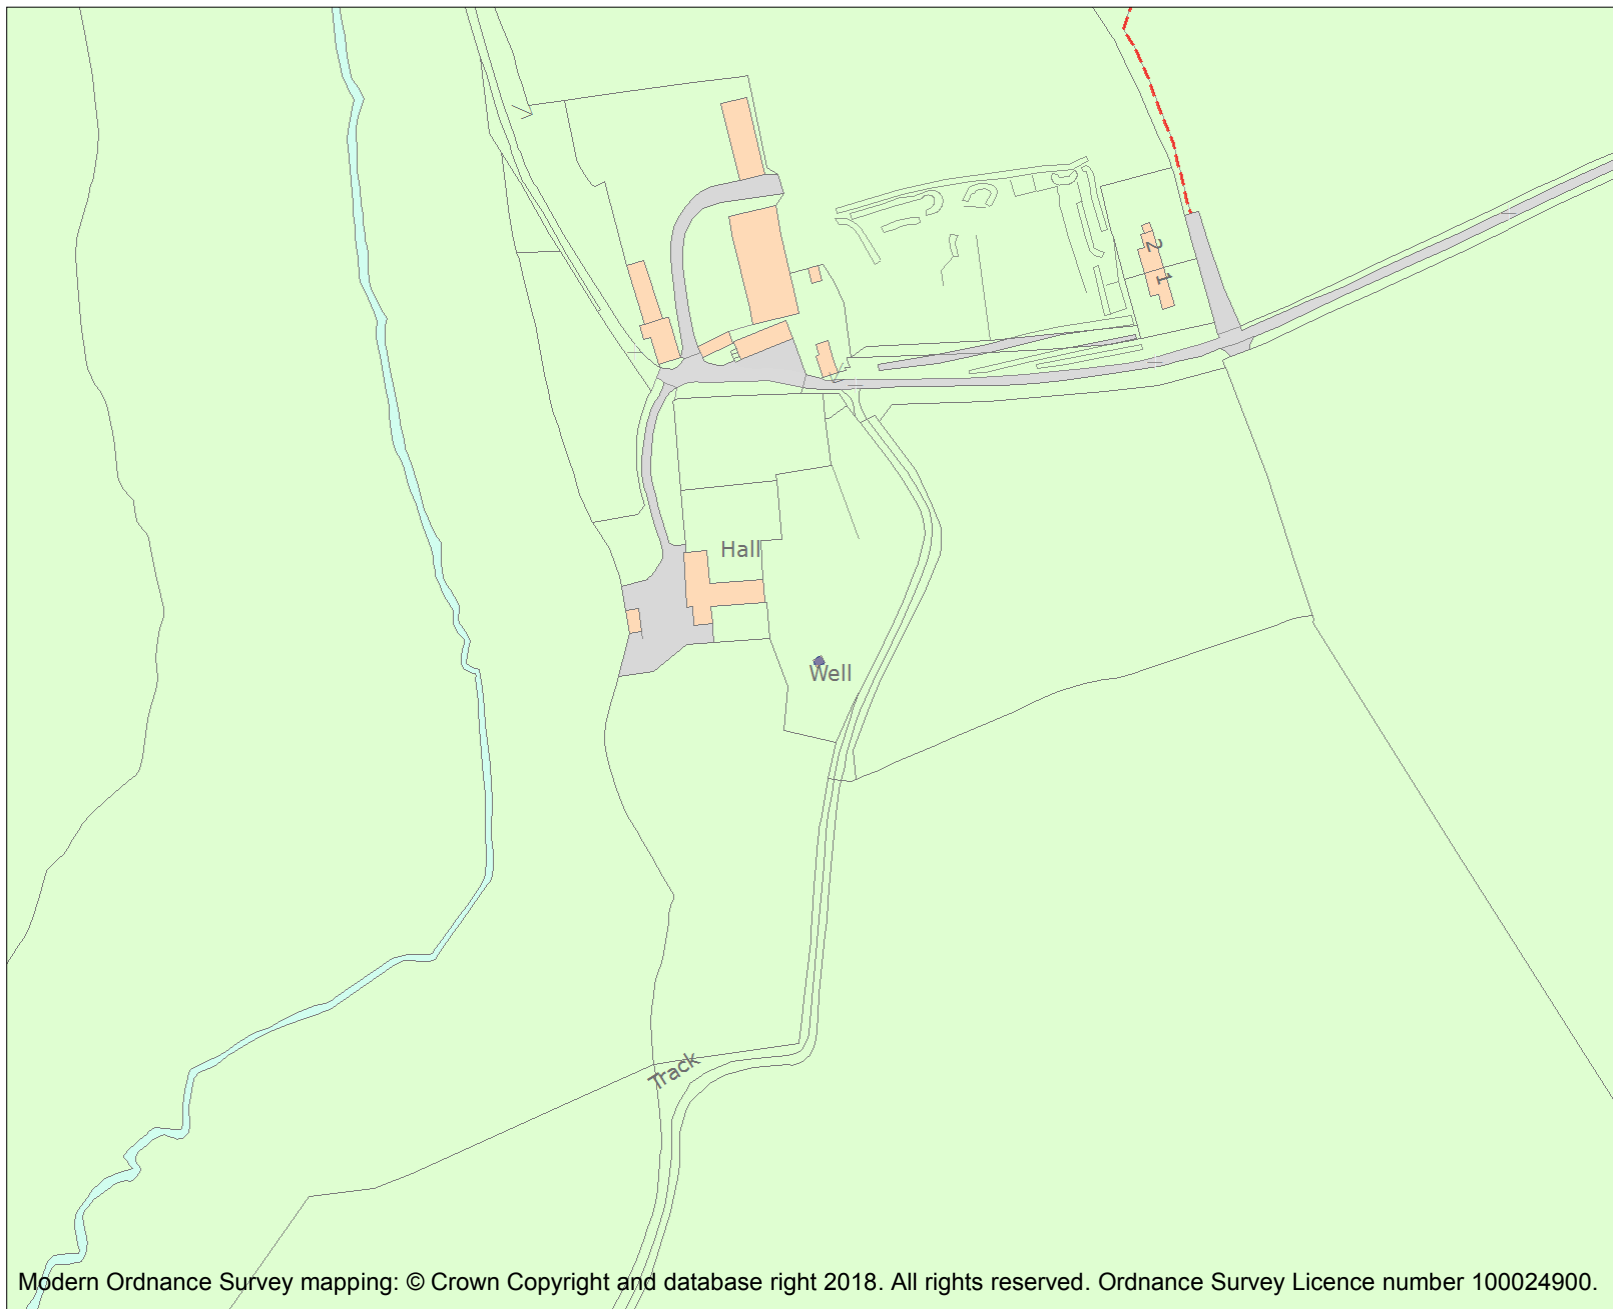 2
1
Hall
Well
Track
Modern Ordnance Survey mapping: © Crown Copyright and database right 2018. All rights reserved. Ordnance Survey Licence number 100024900.